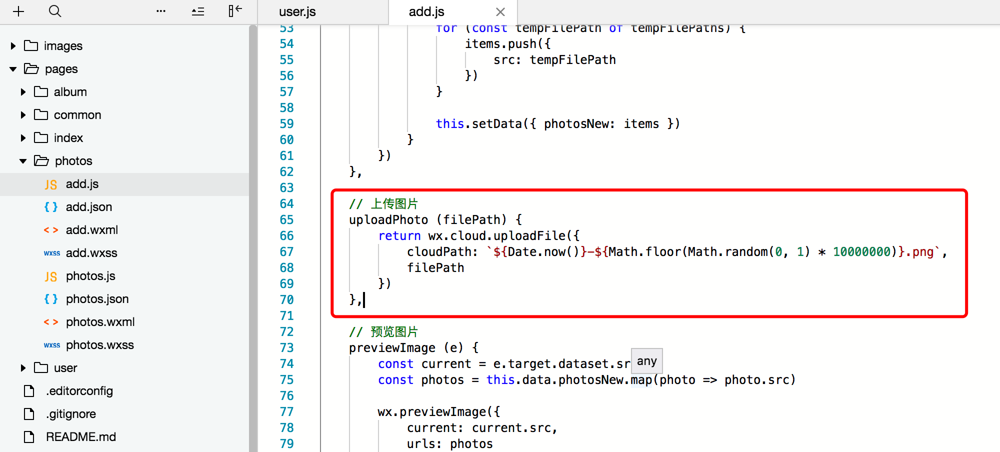 user.js
add.js
images
pages
album
common
index
photos
JS add.js
{ } add.json
< > add.wxml
wxss add.wxss
JS photos.js
{ } photos.json
< > photos.wxml
wxss photos.wxss
user
.editorconfig
.gitignore
README.md
53 for (const tempFilePath of tempFilePaths) {
54 items.push({
55 src: tempFilePath
56 })
57 }
58
59 this.setData({ photosNew: items })
60 }
61 })
62 },
63
64 // 上传图片
65 uploadPhoto (filePath) {
66 return wx.cloud.uploadFile({
67 cloudPath: `${Date.now()}-${Math.floor(Math.random(0, 1) * 10000000)}.png`,
68 filePath
69 })
70 },
71
72 // 预览图片
73 previewImage (e) {
74 const current = e.target.dataset.sr
any
75 const photos = this.data.photosNew.map(photo => photo.src)
76
77 wx.previewImage({
78 current: current.src,
79 urls: photos